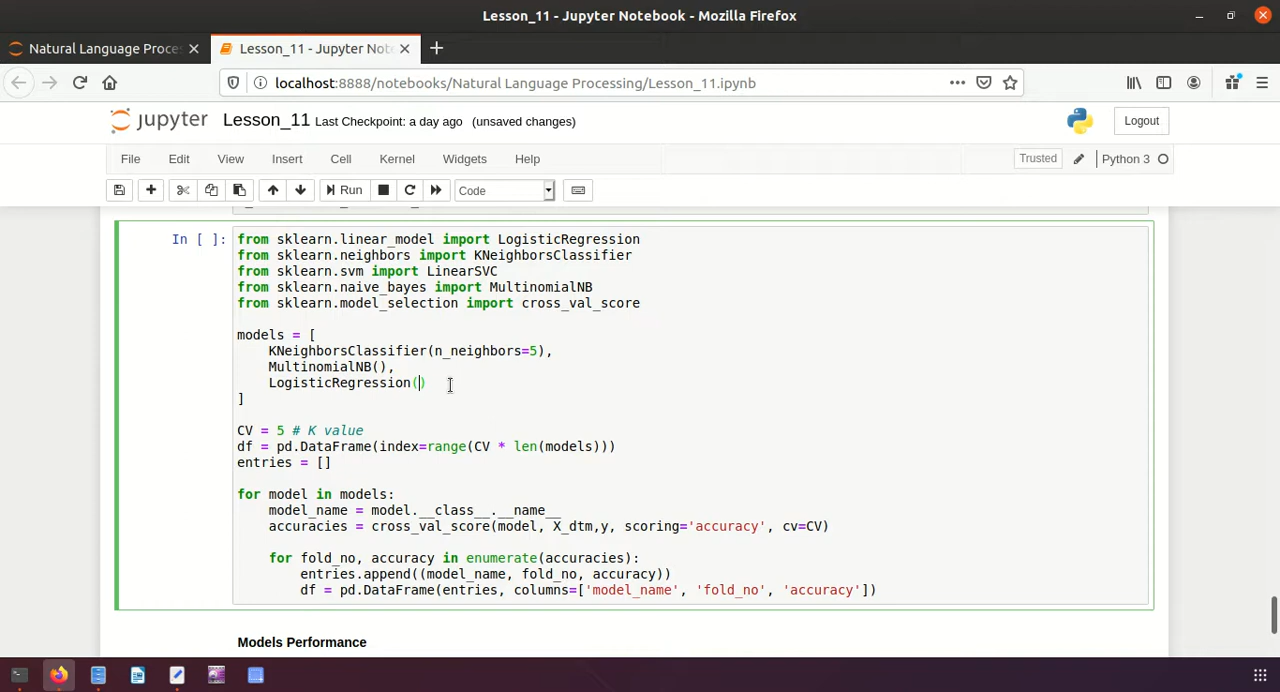 Lesson_11 - Jupyter Notebook - Mozilla Firefox
Natural Language Proce
Lesson_11 - Jupyter Not
localhost:8888/notebooks/Natural Language Processing/Lesson_11.ipynb
jupyter Lesson_11 Last Checkpoint: a day ago (unsaved changes)
Logout
File Edit View Insert Cell Kernel Widgets Help
Trusted Python 3
Run Code
In [ ]:
from sklearn.linear_model import LogisticRegression
from sklearn.neighbors import KNeighborsClassifier
from sklearn.svm import LinearSVC
from sklearn.naive_bayes import MultinomialNB
from sklearn.model_selection import cross_val_score
models = [
KNeighborsClassifier(n_neighbors=5),
MultinomialNB(),
LogisticRegression()
]
CV = 5 # K value
df = pd.DataFrame(index=range(CV * len(models)))
entries = []
for model in models:
model_name = model.__class__.__name__
accuracies = cross_val_score(model, X_dtm,y, scoring='accuracy', cv=CV)
for fold_no, accuracy in enumerate(accuracies):
entries.append((model_name, fold_no, accuracy))
df = pd.DataFrame(entries, columns=['model_name', 'fold_no', 'accuracy'])
Models Performance